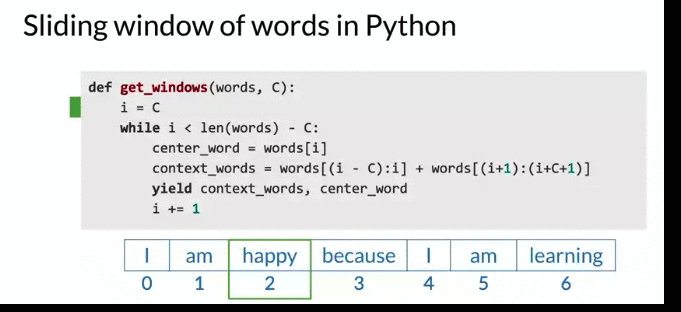 Sliding window of words in Python
def get_windows(words, C):
    i = C
    while i < len(words) - C:
        center_word = words[i]
        context_words = words[(i - C):i] + words[(i+1):(i+C+1)]
        yield context_words, center_word
        i += 1
I am happy because I am learning
0 1 2 3 4 5 6